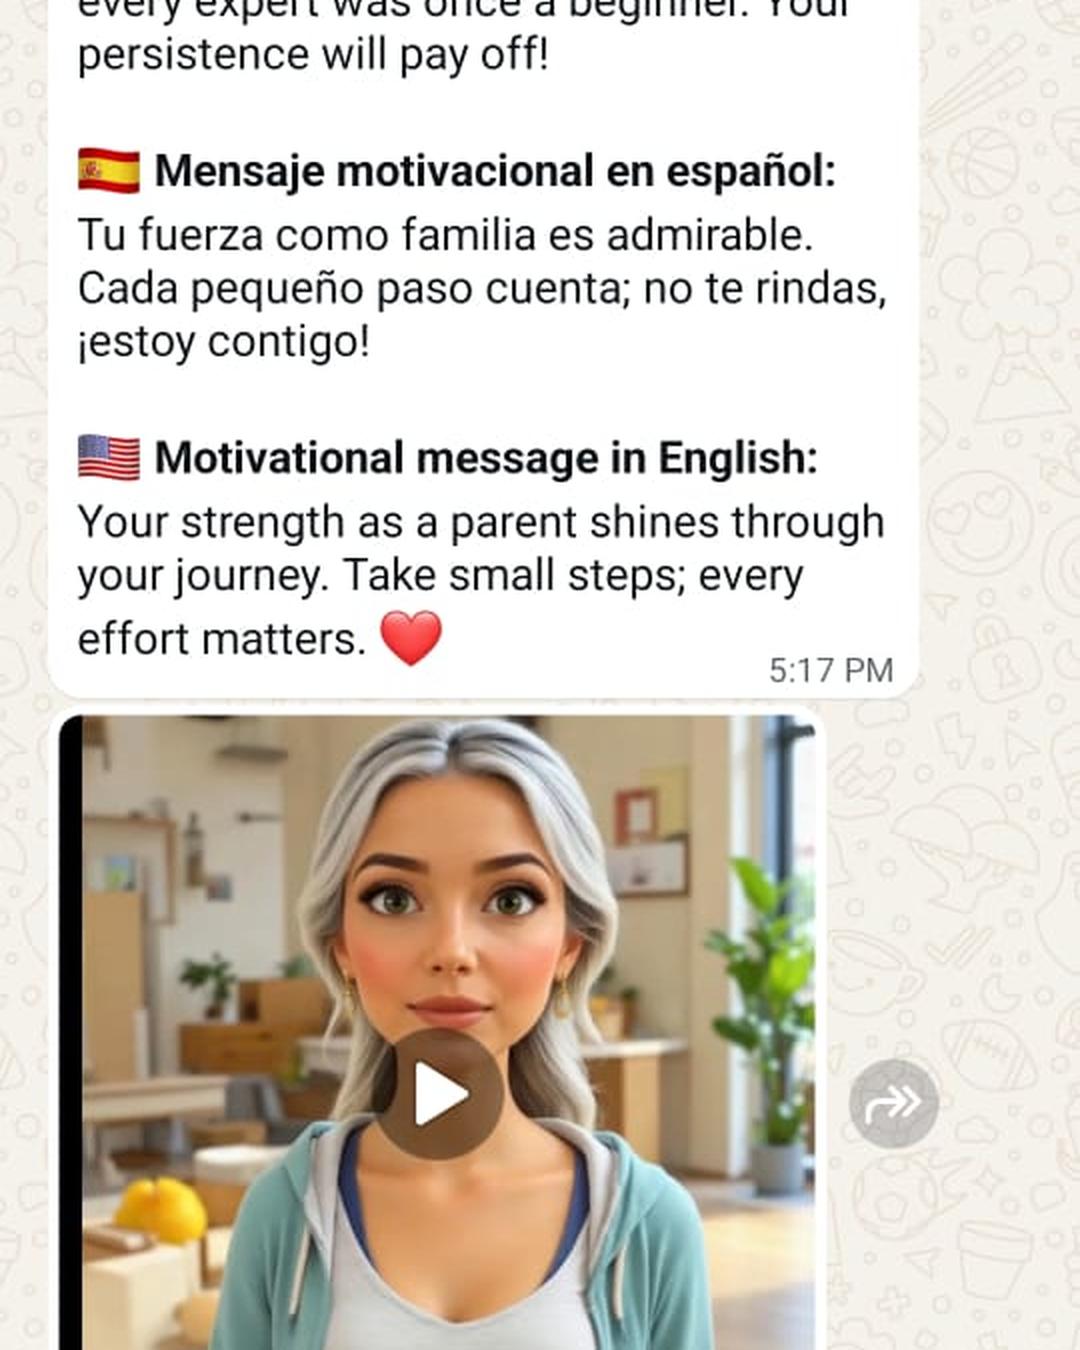 every expert was once a beginner. Your
persistence will pay off!
🇪🇸 Mensaje motivacional en español:
Tu fuerza como familia es admirable.
Cada pequeño paso cuenta; no te rindas,
¡estoy contigo!
🇺🇸 Motivational message in English:
Your strength as a parent shines through
your journey. Take small steps; every
effort matters. ❤️
5:17 PM